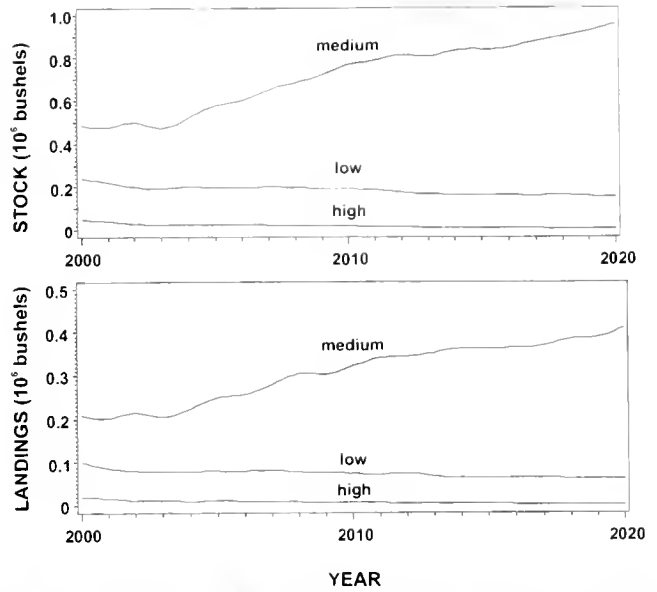 STOCK (10⁶ bushels)
1.0
0.8
0.6
0.4
0.2
0
medium
low
high
2000
2010
2020
LANDINGS (10⁶ bushels)
0.5
0.4
0.3
0.2
0.1
0
medium
low
high
2000
2010
2020
YEAR